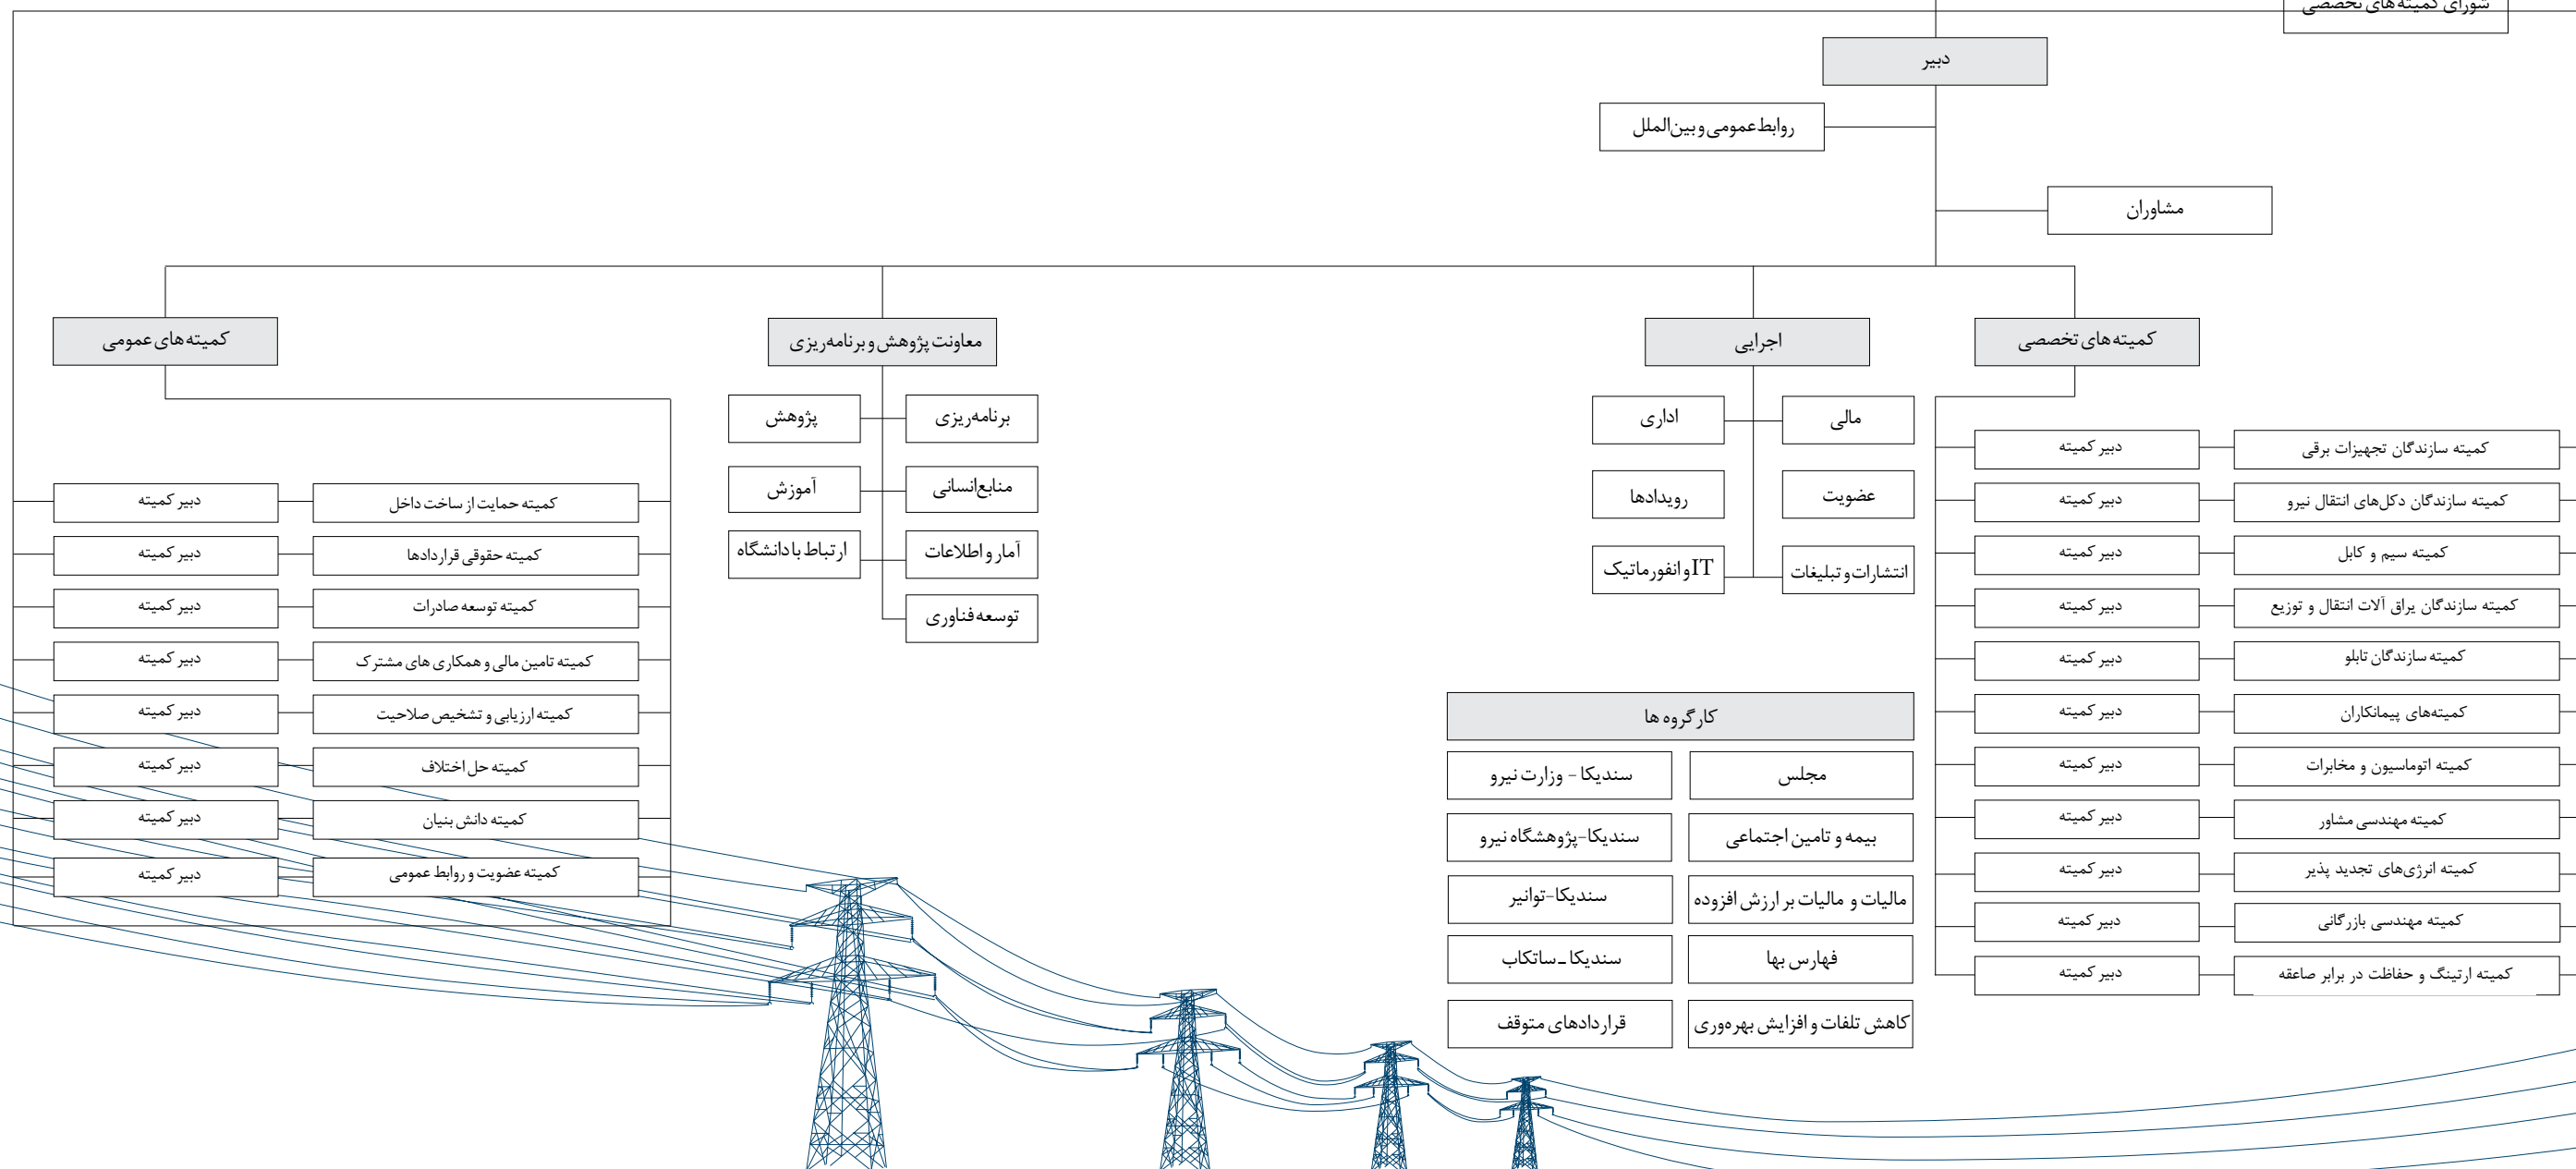 شورای کمیته های تخصصی
دبیر
روابط عمومی و بین‌الملل
مشاوران
کمیته های تخصصی
اجرایی
معاونت پژوهش و برنامه‌ریزی
کمیته های عمومی
کمیته سازندگان تجهیزات برقی
دبیر کمیته
کمیته سازندگان دکل‌های انتقال نیرو
دبیر کمیته
کمیته سیم و کابل
دبیر کمیته
کمیته سازندگان یراق آلات انتقال و توزیع
دبیر کمیته
کمیته سازندگان تابلو
دبیر کمیته
کمیته‌های پیمانکاران
دبیر کمیته
کمیته اتوماسیون و مخابرات
دبیر کمیته
کمیته مهندسی مشاور
دبیر کمیته
کمیته انرژی‌های تجدید پذیر
دبیر کمیته
کمیته مهندسی بازرگانی
دبیر کمیته
کمیته ارتینگ و حفاظت در برابر صاعقه
دبیر کمیته
مالی
اداری
عضویت
رویدادها
انتشارات و تبلیغات
IT و انفورماتیک
کارگروه ها
مجلس
سندیکا - وزارت نیرو
بیمه و تامین اجتماعی
سندیکا-پژوهشگاه نیرو
مالیات و مالیات بر ارزش افزوده
سندیکا-توانیر
فهارس بها
سندیکا ـ ساتکاب
کاهش تلفات و افزایش بهره‌وری
قراردادهای متوقف
برنامه‌ریزی
پژوهش
منابع انسانی
آموزش
آمار و اطلاعات
ارتباط با دانشگاه
توسعه فناوری
کمیته حمایت از ساخت داخل
دبیر کمیته
کمیته حقوقی قراردادها
دبیر کمیته
کمیته توسعه صادرات
دبیر کمیته
کمیته تامین مالی و همکاری های مشترک
دبیر کمیته
کمیته ارزیابی و تشخیص صلاحیت
دبیر کمیته
کمیته حل اختلاف
دبیر کمیته
کمیته دانش بنیان
دبیر کمیته
کمیته عضویت و روابط عمومی
دبیر کمیته